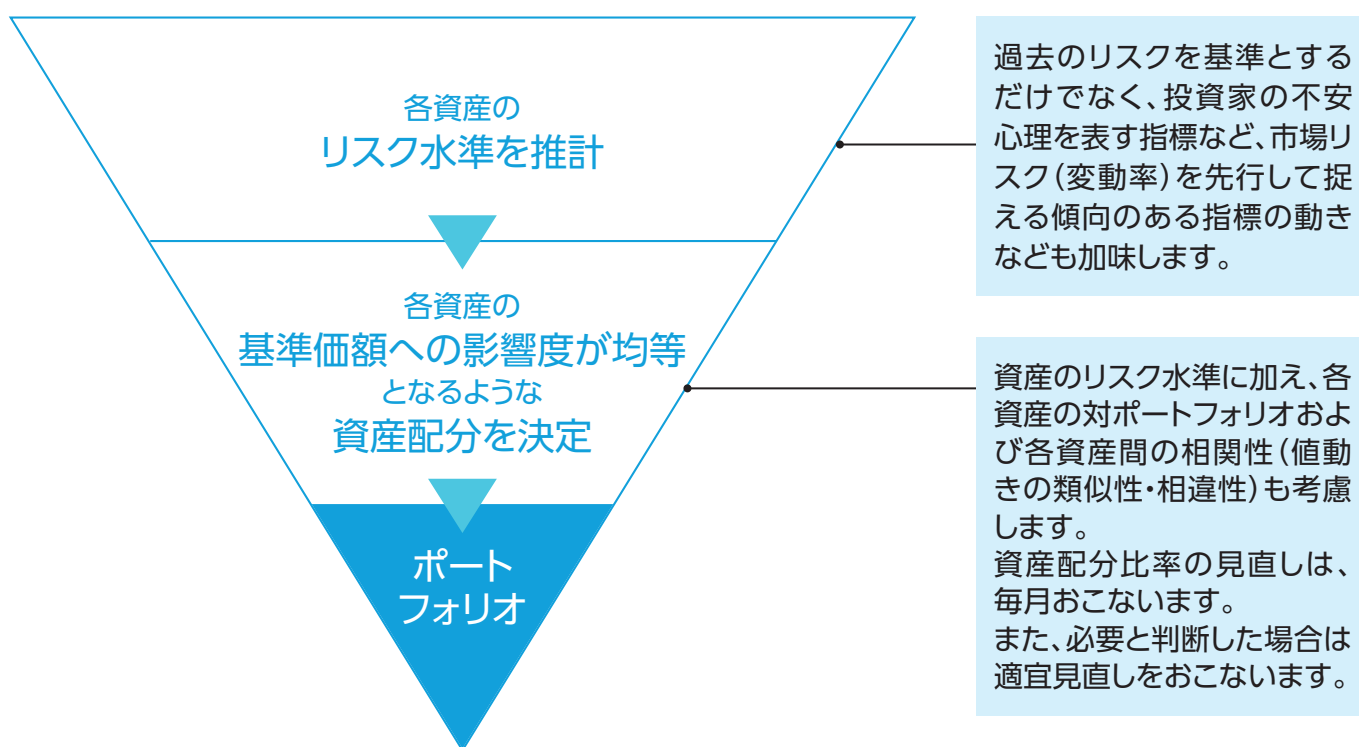 各資産の
リスク水準を推計
各資産の
基準価額への影響度が均等
となるような
資産配分を決定
ポート
フォリオ
過去のリスクを基準とする
だけでなく、投資家の不安
心理を表す指標など、市場リ
スク（変動率）を先行して捉
える傾向のある指標の動き
なども加味します。
資産のリスク水準に加え、各
資産の対ポートフォリオおよ
び各資産間の相関性（値動
きの類似性・相違性）も考慮
します。
資産配分比率の見直しは、
毎月おこないます。
また、必要と判断した場合は
適宜見直しをおこないます。